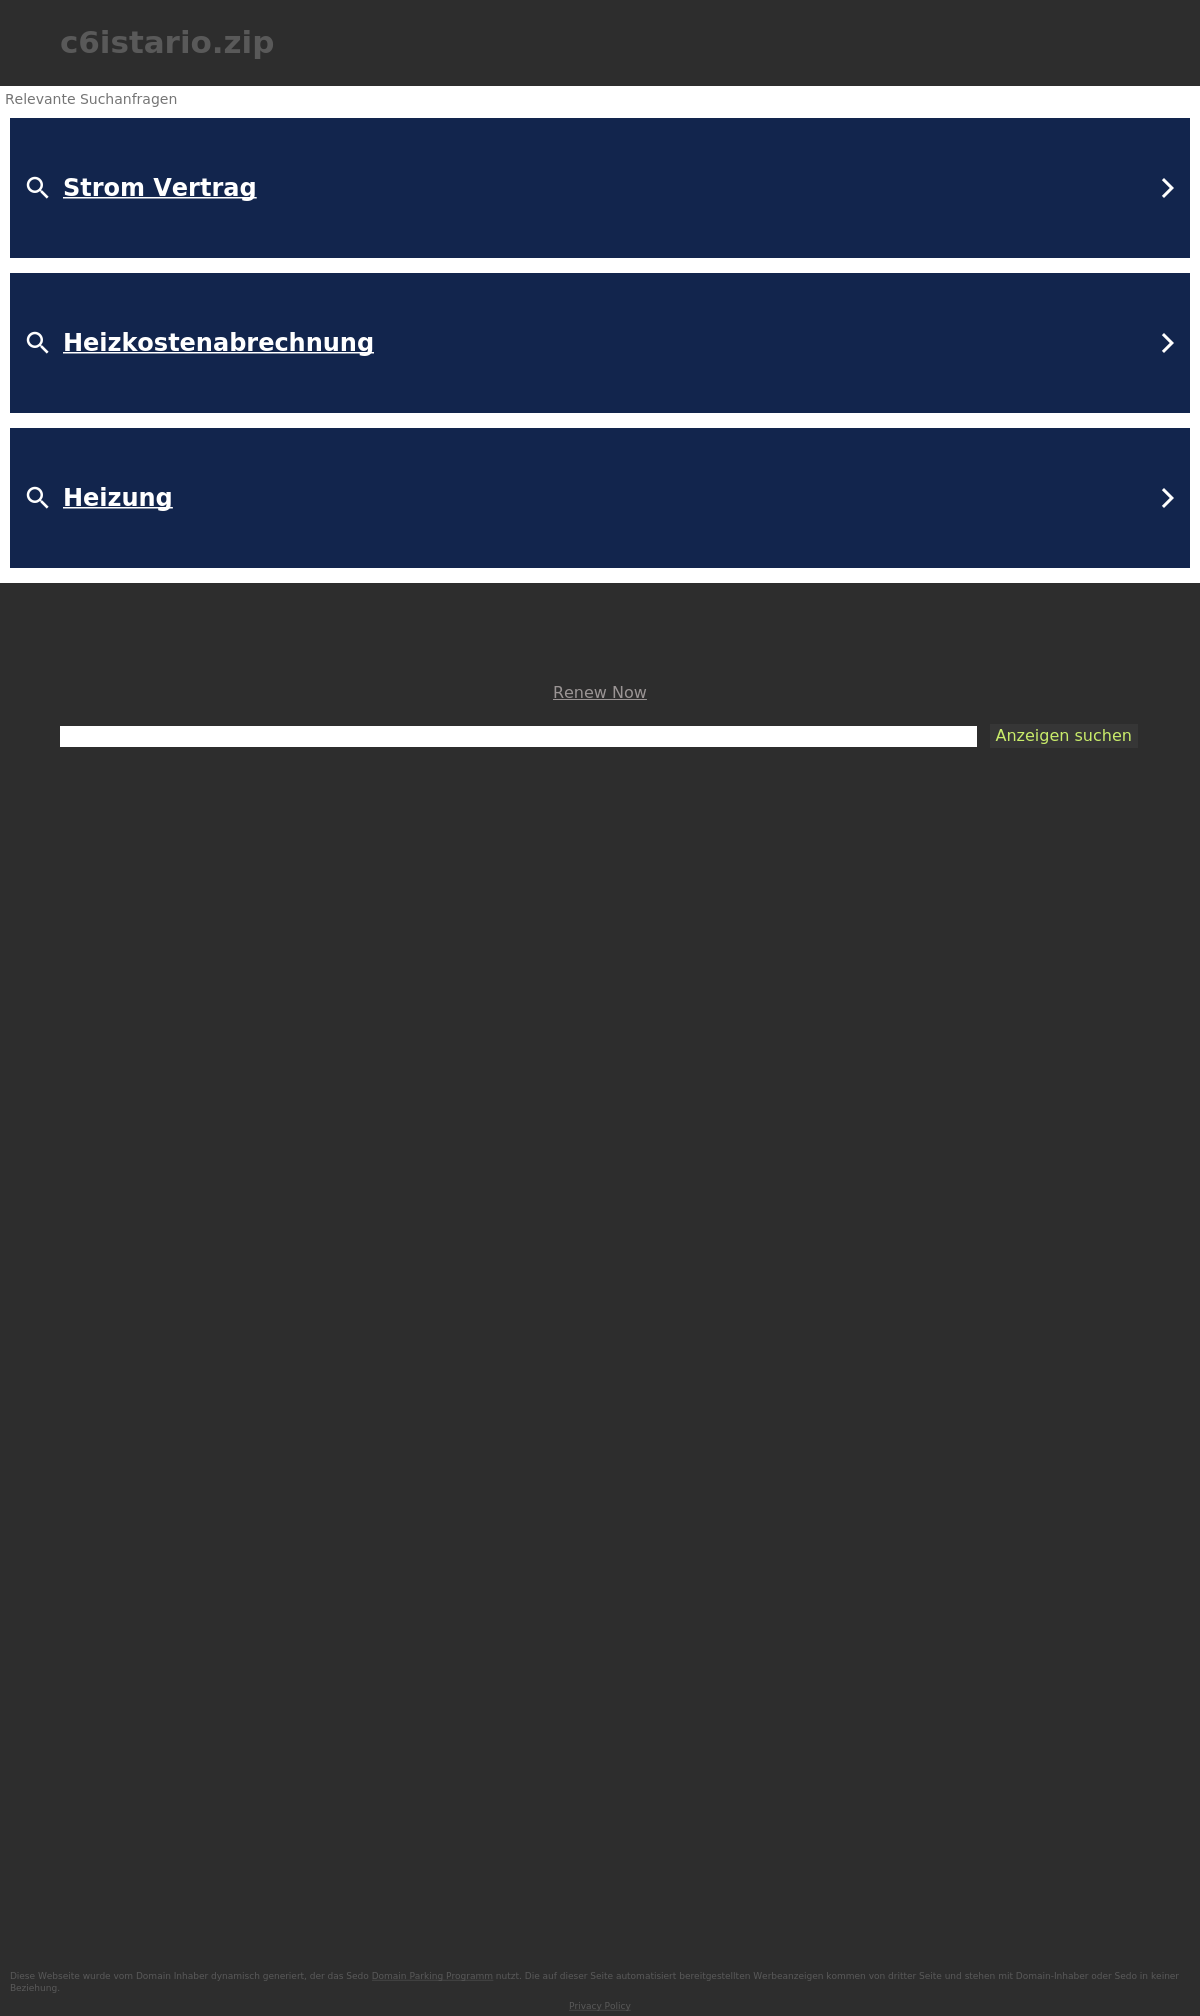 c6istario.zip
Relevante Suchanfragen
Strom Vertrag
Heizkostenabrechnung
Heizung
Renew Now
Anzeigen suchen
Diese Webseite wurde vom Domain Inhaber dynamisch generiert, der das Sedo Domain Parking Programm nutzt. Die auf dieser Seite automatisiert bereitgestellten Werbeanzeigen kommen von dritter Seite und stehen mit Domain-Inhaber oder Sedo in keiner
Beziehung.
Privacy Policy